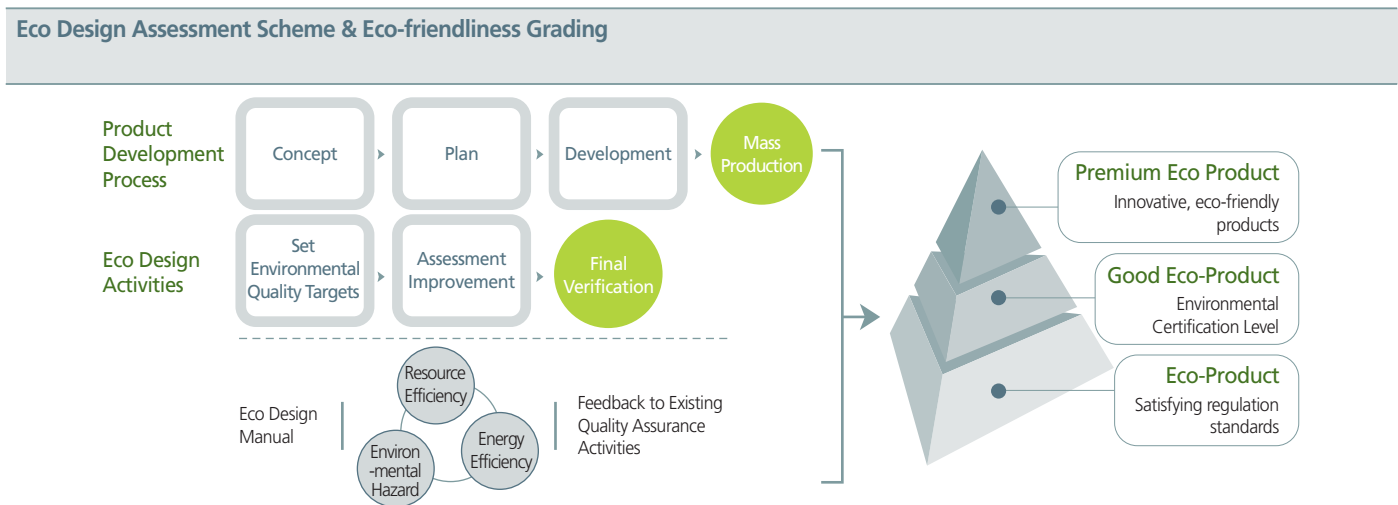 Eco Design Assessment Scheme & Eco-friendliness Grading
Product
Development
Process
Concept
Plan
Development
Mass
Production
Eco Design
Activities
Set
Environmental
Quality Targets
Assessment
Improvement
Final
Verification
Eco Design
Manual
Resource
Efficiency
Environ
-mental
Hazard
Energy
Efficiency
Feedback to Existing
Quality Assurance
Activities
Premium Eco Product
Innovative, eco-friendly
products
Good Eco-Product
Environmental
Certification Level
Eco-Product
Satisfying regulation
standards